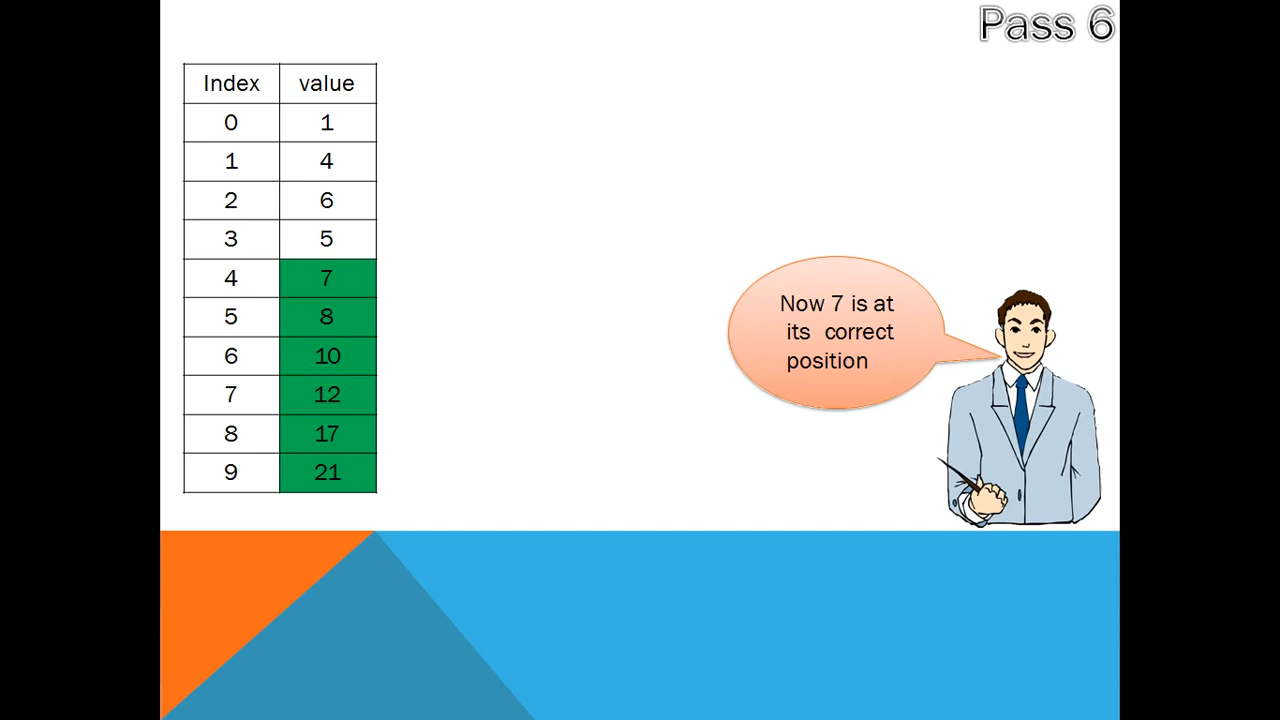 Pass 6
Index value
0 1
1 4
2 6
3 5
4 7
5 8
6 10
7 12
8 17
9 21
Now 7 is at
its correct
position